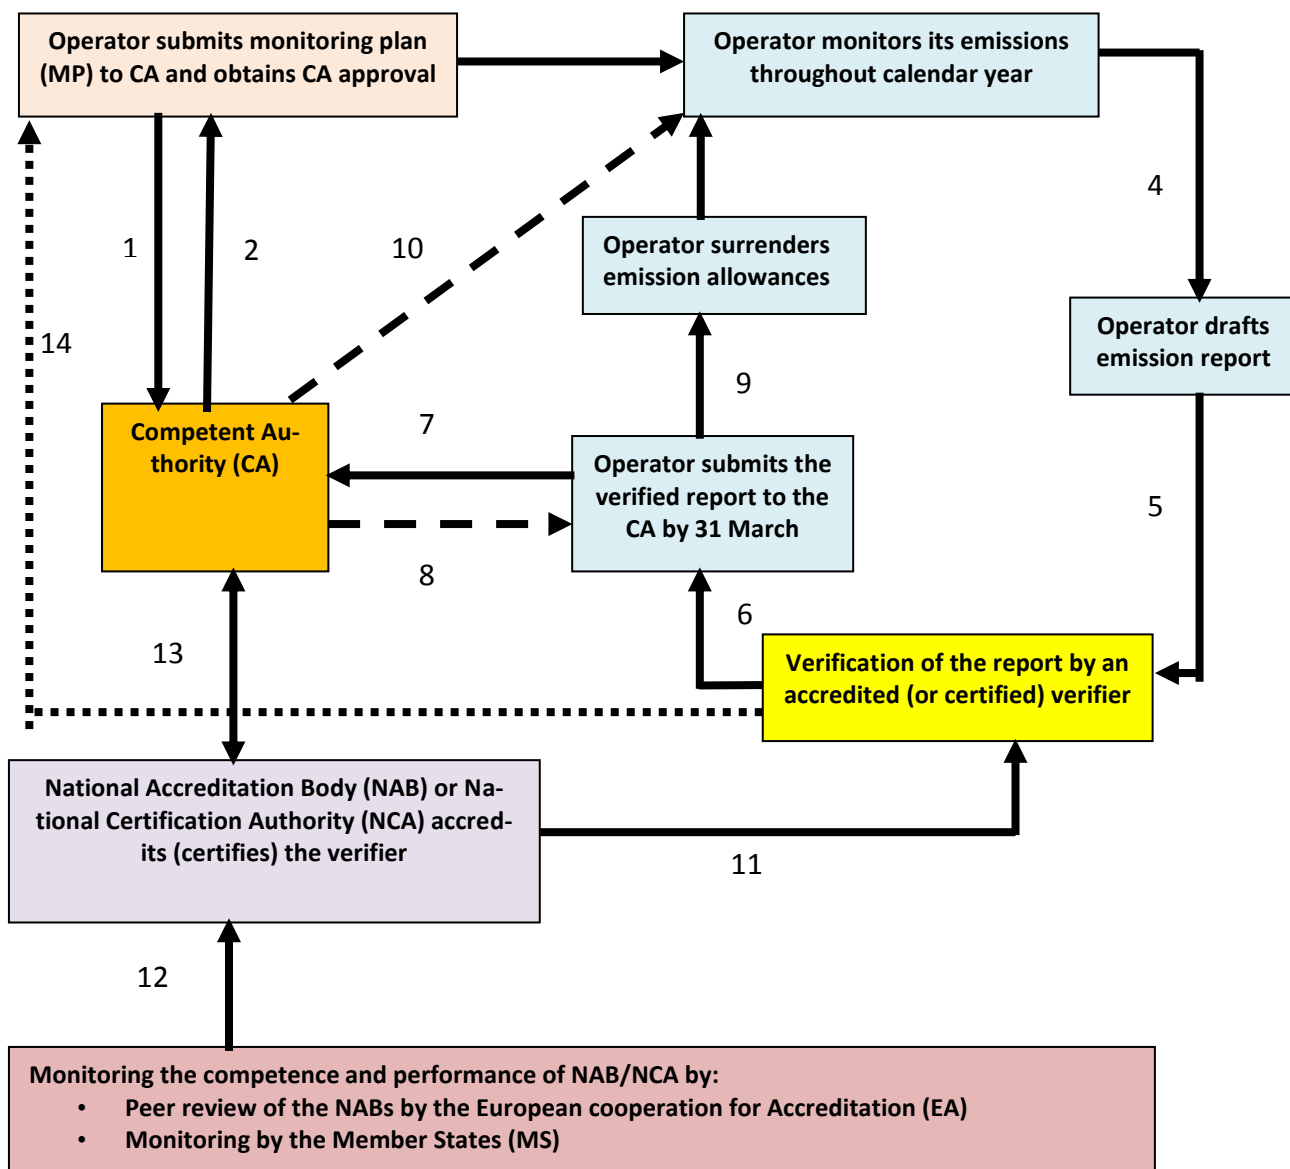 Operator submits monitoring plan
(MP) to CA and obtains CA approval
Operator monitors its emissions
throughout calendar year
4
1
2
10
Operator surrenders
emission allowances
14
Operator drafts
emission report
9
7
Competent Au-
thority (CA)
Operator submits the
verified report to the
CA by 31 March
5
8
6
13
Verification of the report by an
accredited (or certified) verifier
National Accreditation Body (NAB) or Na-
tional Certification Authority (NCA) accred-
its (certifies) the verifier
11
12
Monitoring the competence and performance of NAB/NCA by:
• Peer review of the NABs by the European cooperation for Accreditation (EA)
• Monitoring by the Member States (MS)